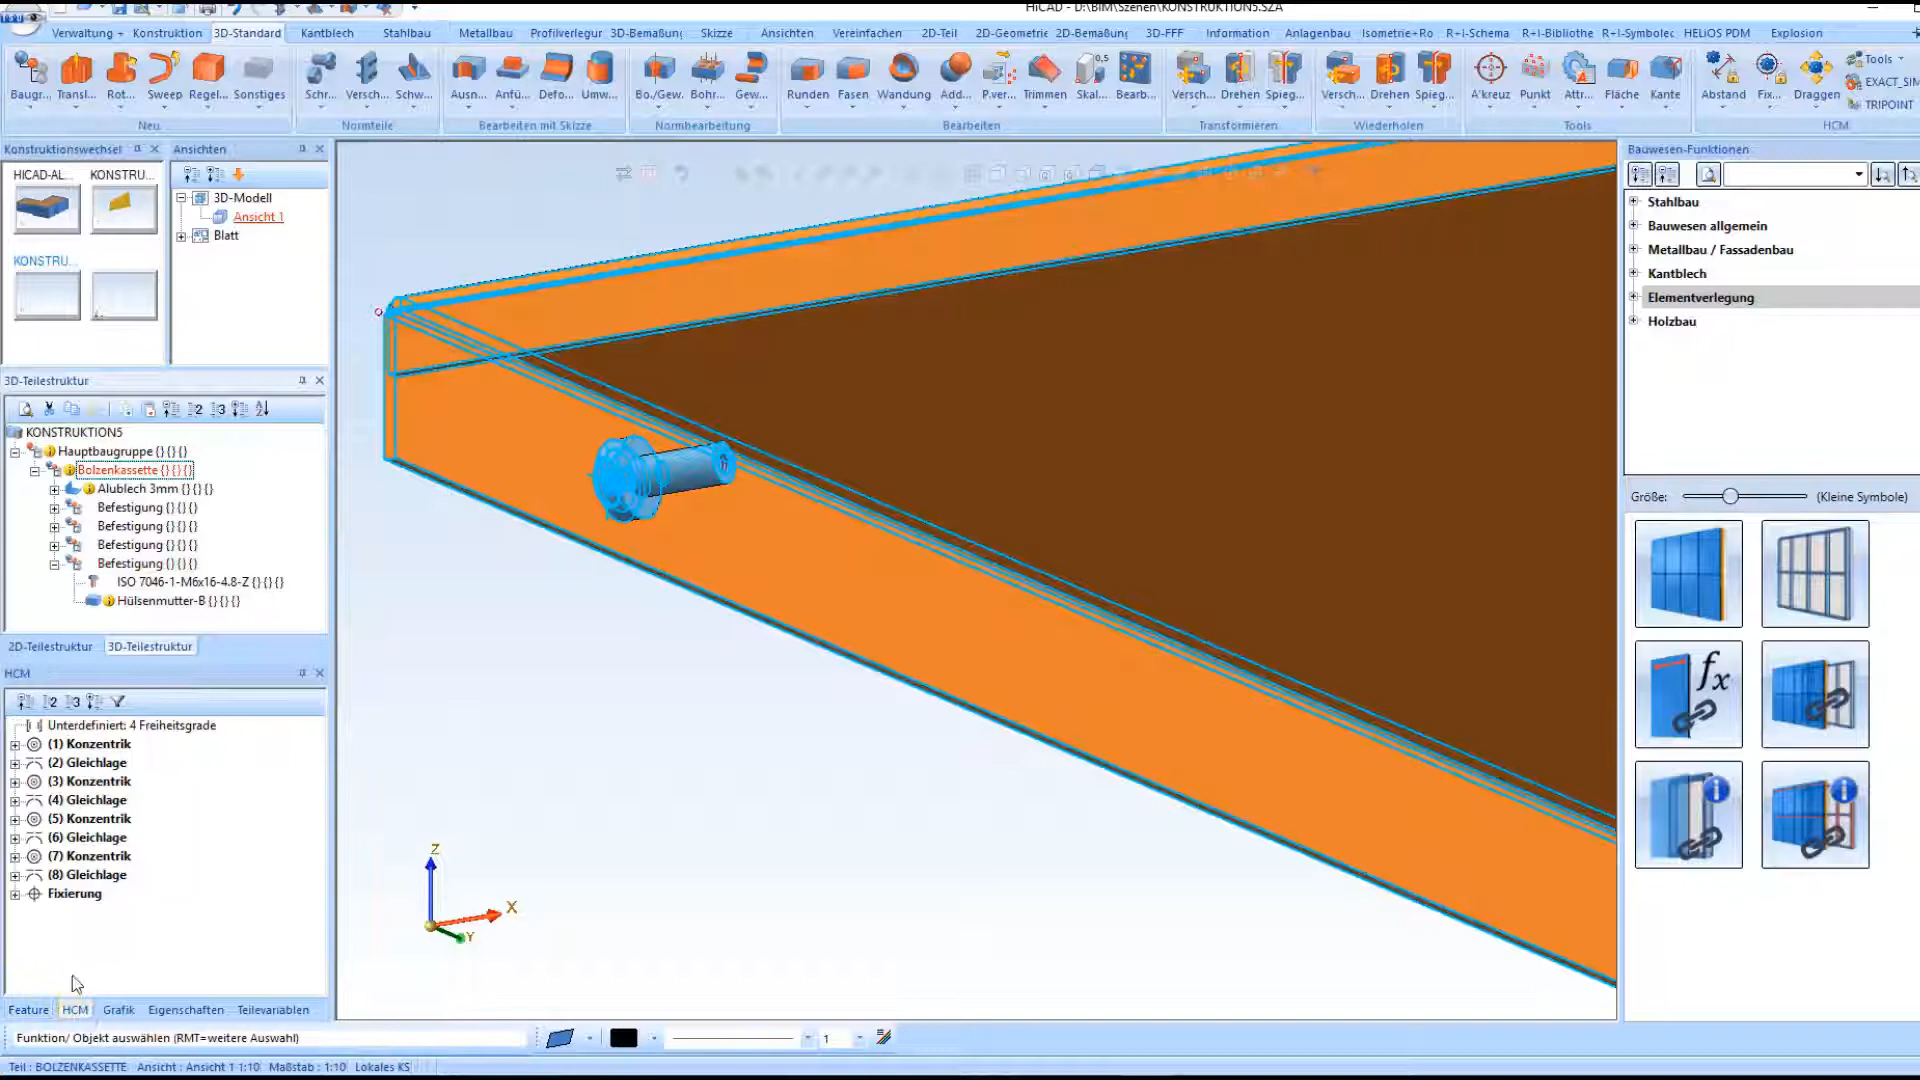 HiCAD - D:\BIM\Szenen\KONSTRUKTION5.SZA
Verwaltung Konstruktion 3D-Standard Kantblech Stahlbau Metallbau Profilverlegur 3D-Bemaßung Skizze Ansichten Vereinfachen 2D-Teil 2D-Geometrie 2D-Bemaßung 3D-FFF Information Anlagenbau Isometrie+Ro R+I-Schema R+I-Bibliothe R+I-Symbolec HELiOS PDM Explosion
Baugr... Transl... Rot... Sweep Regel... Sonstiges Schr... Versch... Schw... Ausn... Anfü... Defo... Umw... Bo./Gew. Bohr... Gew... Runden Fasen Wandung Add... P.ver... Trimmen Skal... Bearb... Versch... Drehen Spieg... Versch... Drehen Spieg... A'kreuz Punkt Attr... Fläche Kante Abstand Fix... Draggen
Tools
EXACT_SIM
TRIPOINT
0,5
Neu... Normteile Bearbeiten mit Skizze Normbearbeitung Bearbeiten Transformieren Wiederholen Tools HCM
Konstruktionswechsel
Ansichten
HICAD-AL... KONSTRU...
KONSTRU...
3D-Modell
Ansicht 1
Blatt
3D-Teilestruktur
KONSTRUKTION5
Hauptbaugruppe {} {} {}
Bolzenkassette {} {} {}
Alublech 3mm {} {} {}
Befestigung {} {} {}
Befestigung {} {} {}
Befestigung {} {} {}
Befestigung {} {} {}
ISO 7046-1-M6x16-4.8-Z {} {} {}
Hülsenmutter-B {} {} {}
2D-Teilestruktur 3D-Teilestruktur
HCM
Unterdefiniert: 4 Freiheitsgrade
(1) Konzentrik
(2) Gleichlage
(3) Konzentrik
(4) Gleichlage
(5) Konzentrik
(6) Gleichlage
(7) Konzentrik
(8) Gleichlage
Fixierung
Feature HCM Grafik Eigenschaften Teilevariablen
Z
X
Y
Bauwesen-Funktionen
Stahlbau
Bauwesen allgemein
Metallbau / Fassadenbau
Kantblech
Elementverlegung
Holzbau
Größe: (Kleine Symbole)
fx
Funktion/ Objekt auswählen (RMT=weitere Auswahl)
1
Teil : BOLZENKASSETTE Ansicht : Ansicht 1 1:10 Maßstab : 1:10 Lokales KS